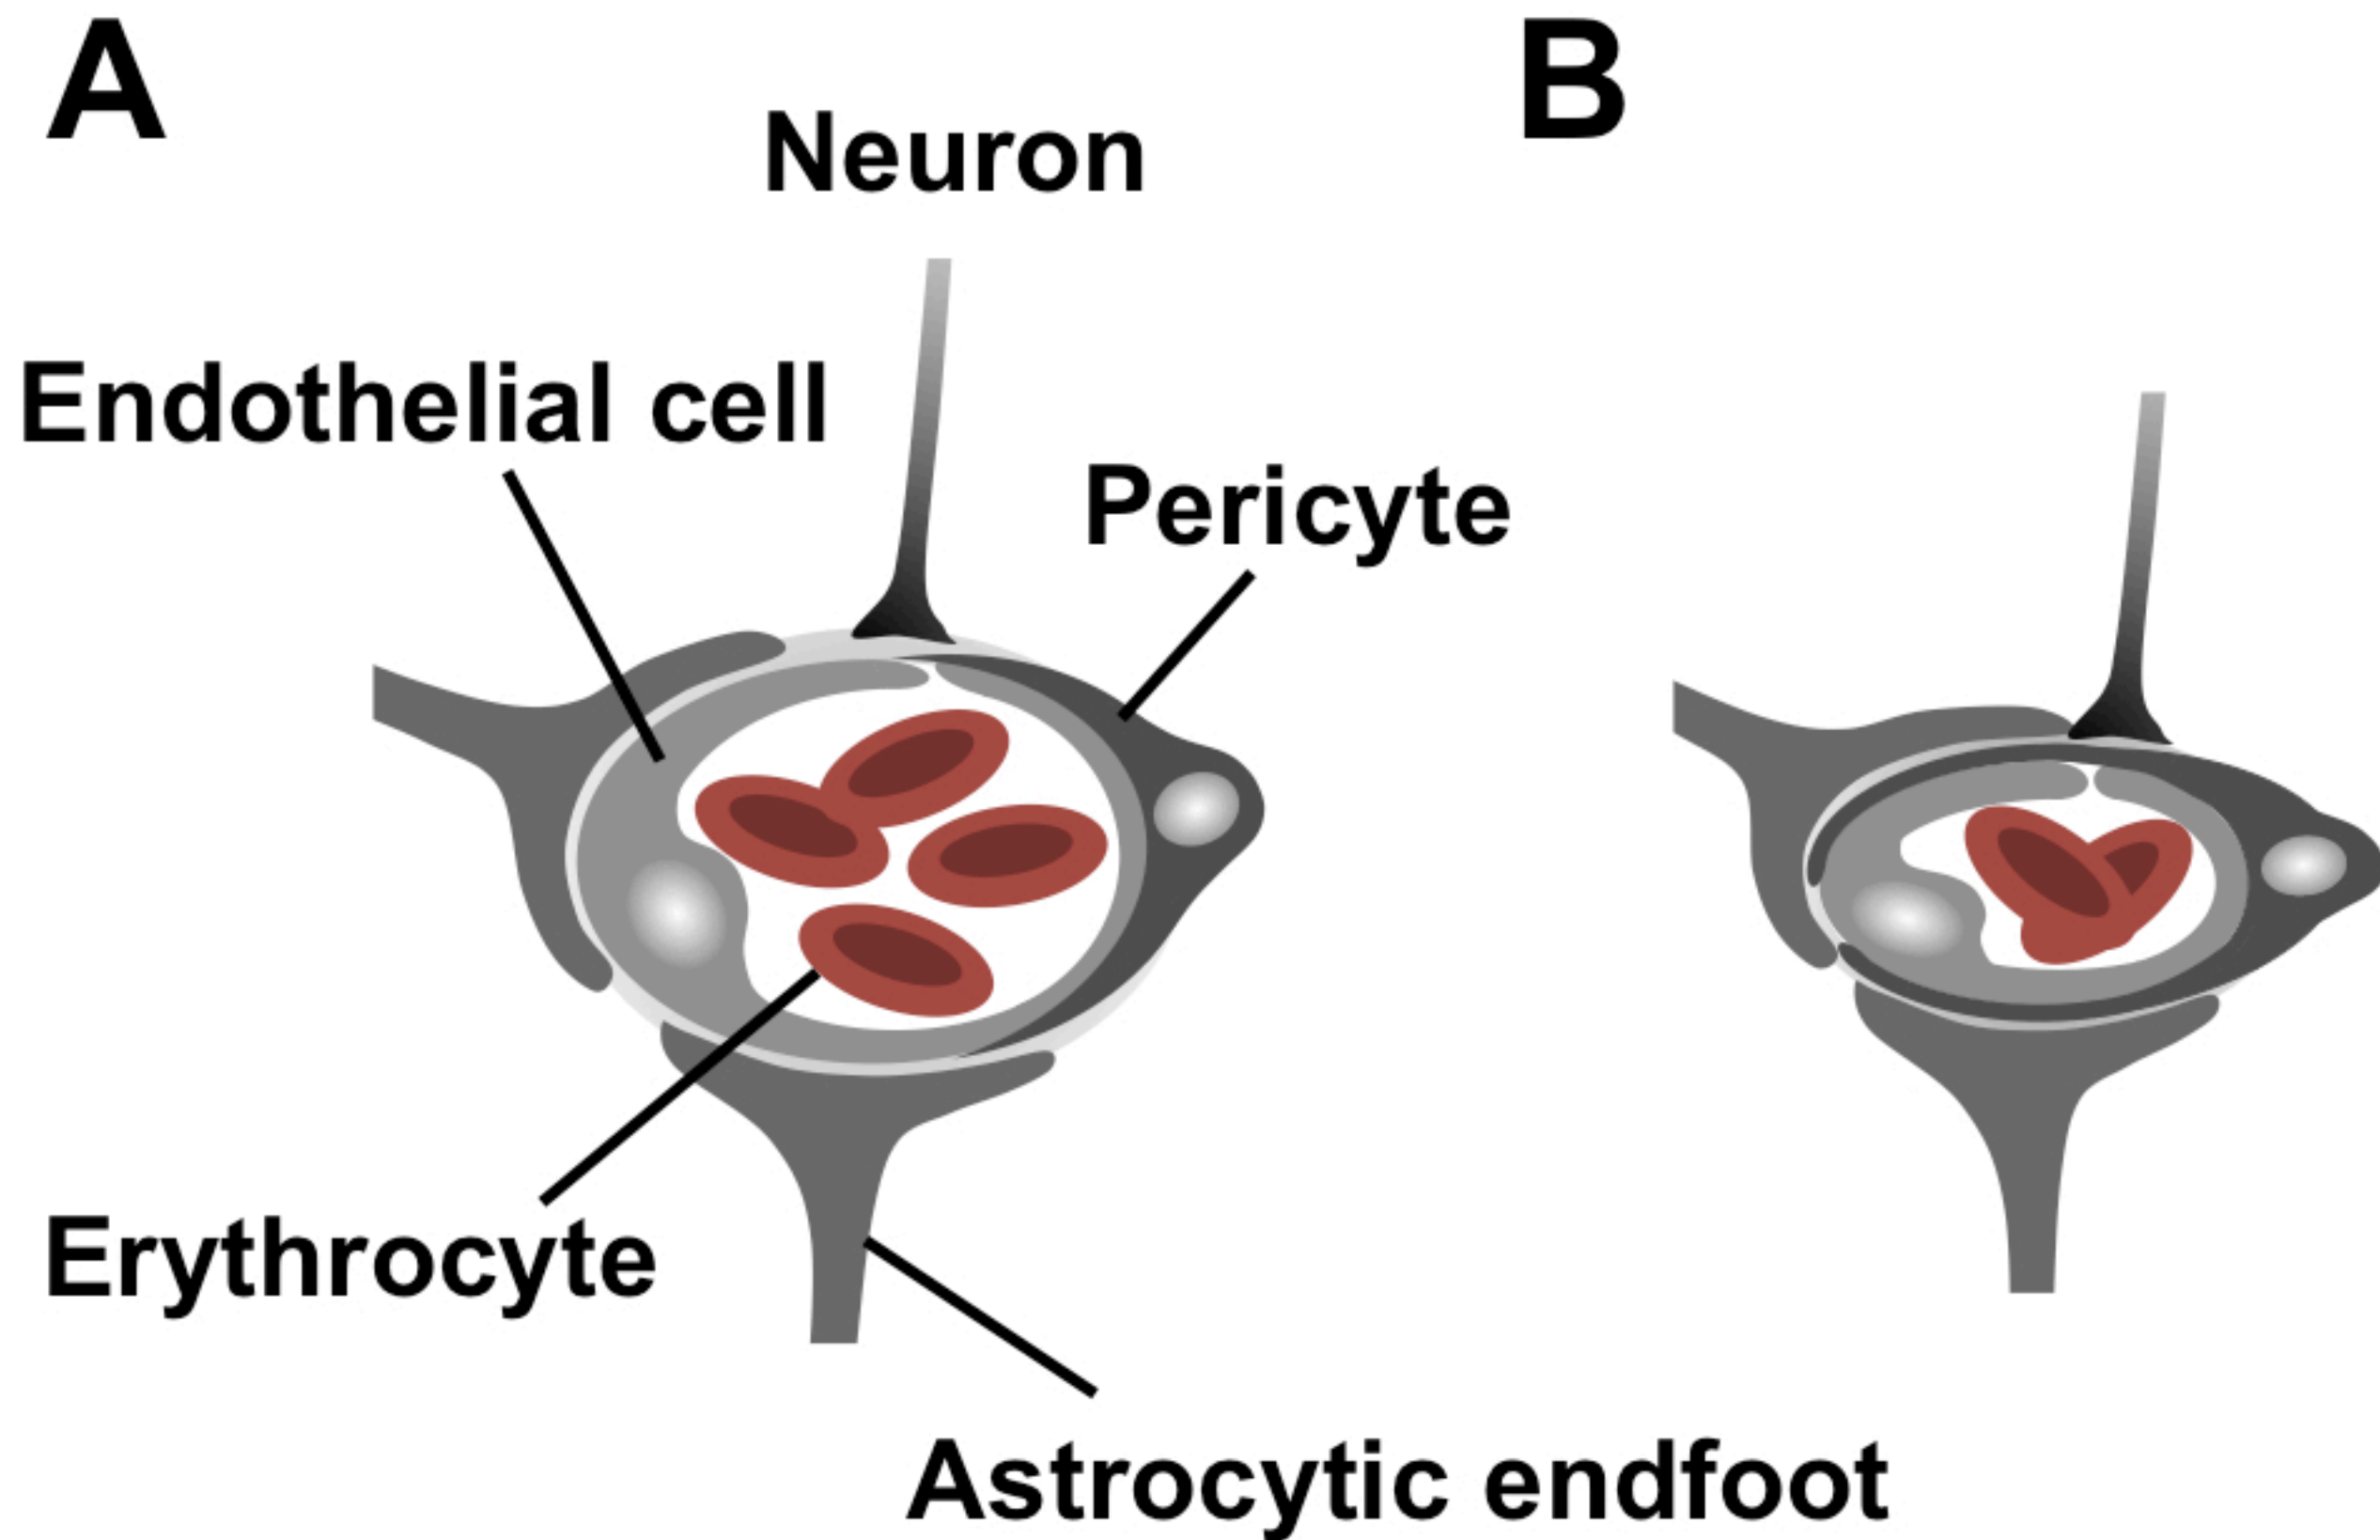 A
B
Neuron
Endothelial cell
Pericyte
Erythrocyte
Astrocytic endfoot